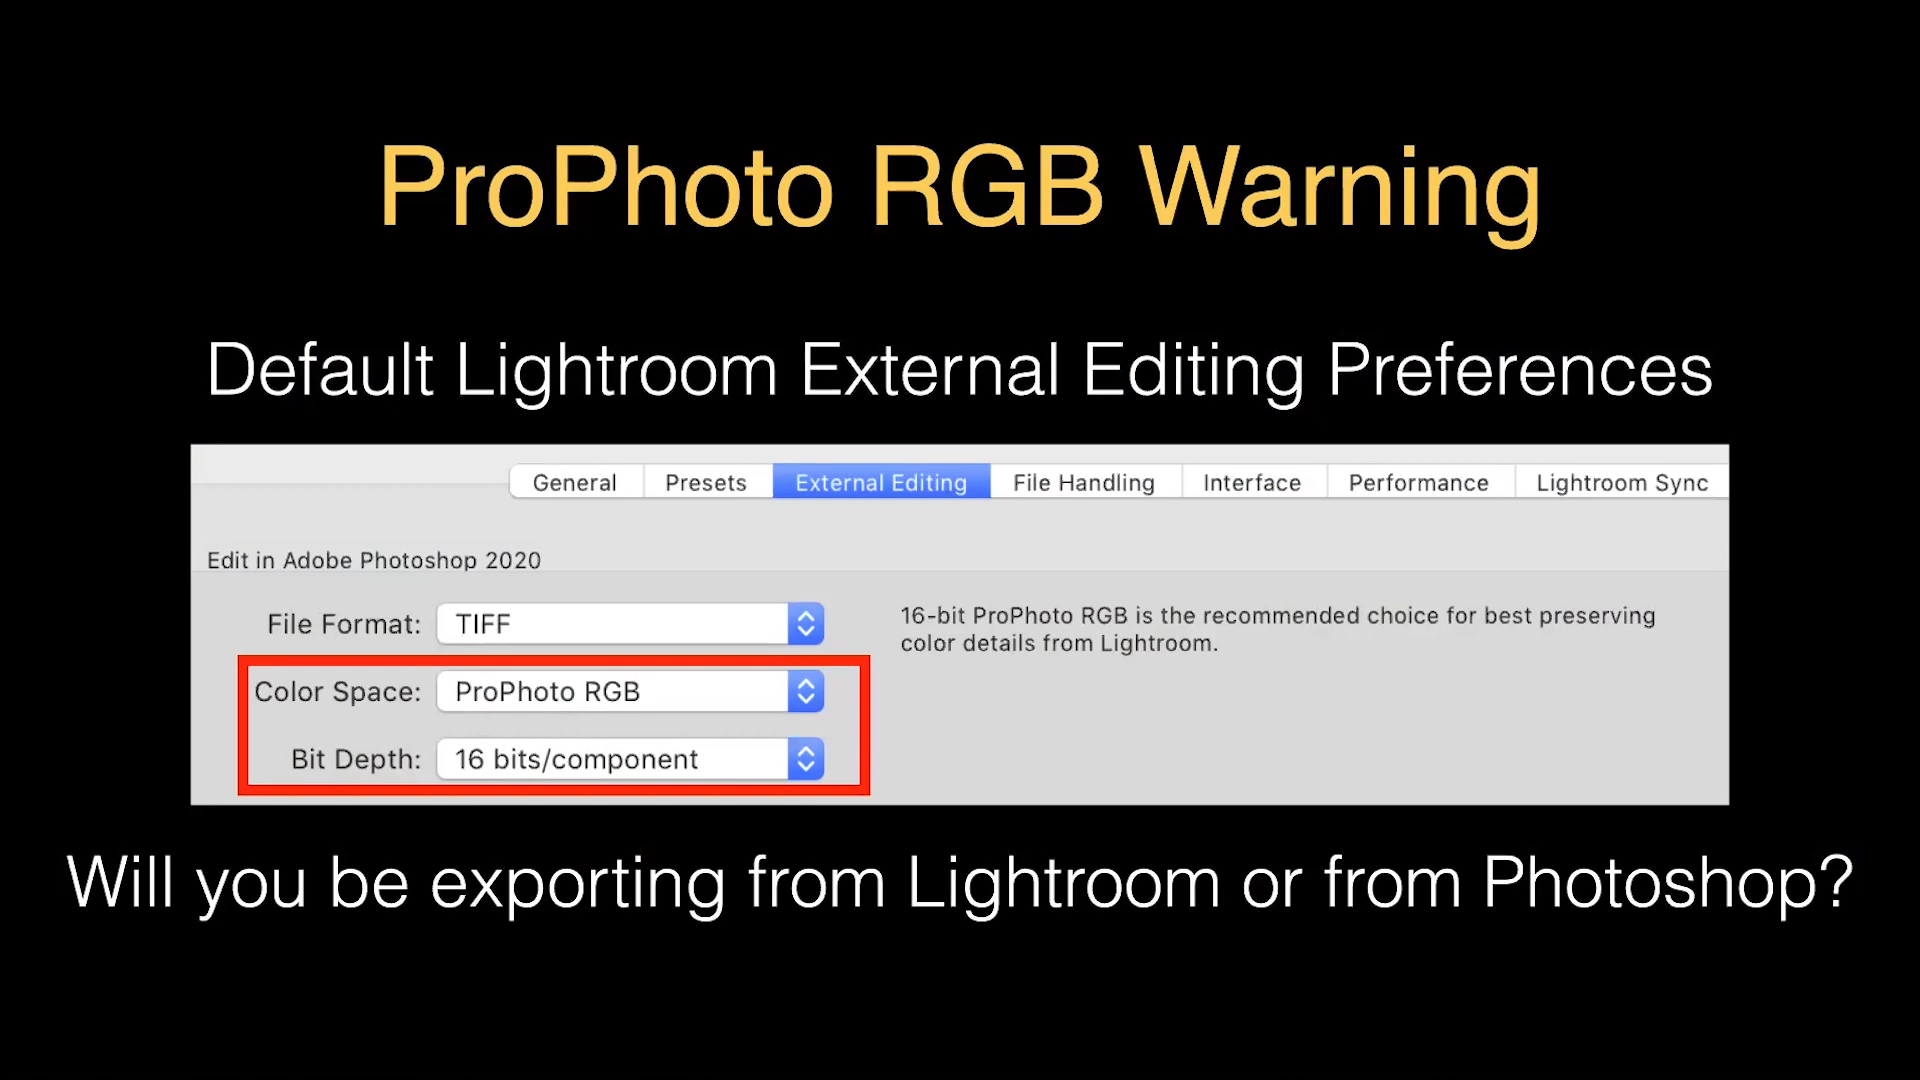 ProPhoto RGB Warning
Default Lightroom External Editing Preferences
General Presets External Editing File Handling Interface Performance Lightroom Sync
Edit in Adobe Photoshop 2020
File Format: TIFF
16-bit ProPhoto RGB is the recommended choice for best preserving
color details from Lightroom.
Color Space: ProPhoto RGB
Bit Depth: 16 bits/component
Will you be exporting from Lightroom or from Photoshop?